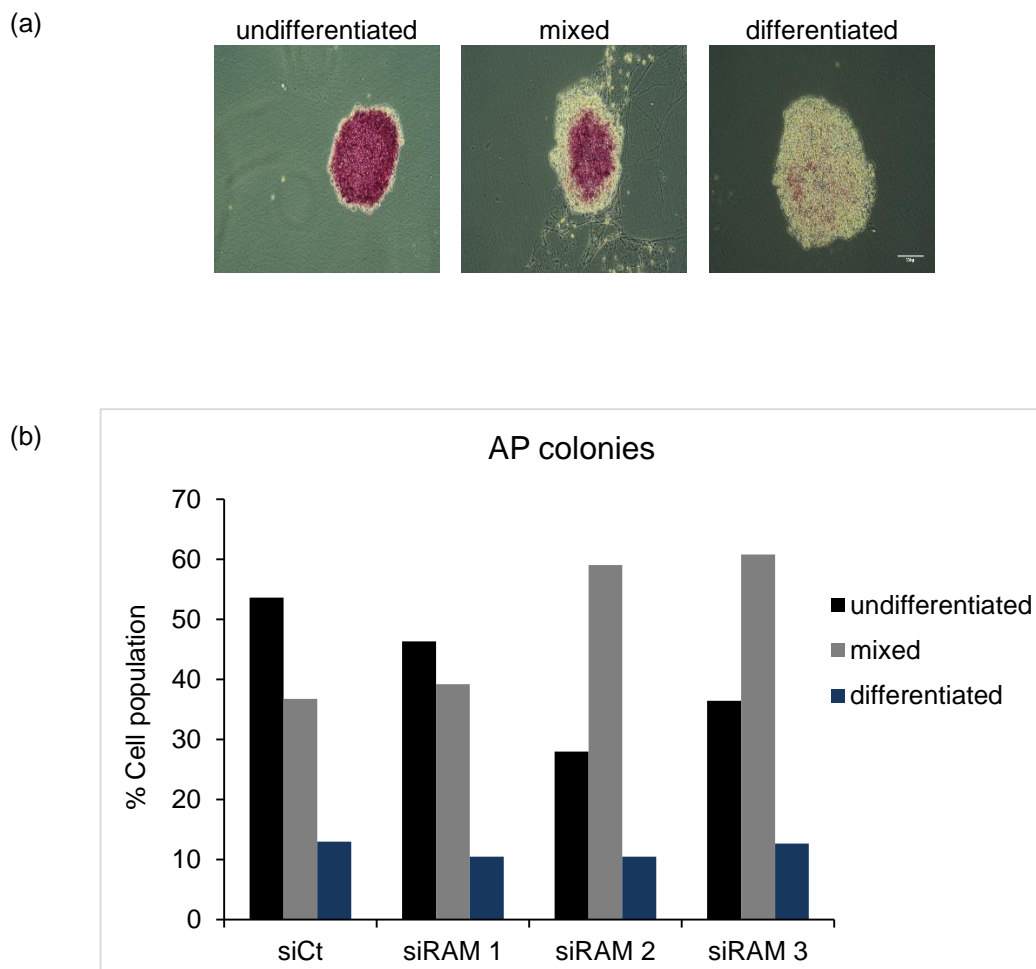 (a)
undifferentiated mixed differentiated
(b)
AP colonies
% Cell population
70
60
50
40
30
20
10
0
siCt siRAM 1 siRAM 2 siRAM 3
undifferentiated
mixed
differentiated